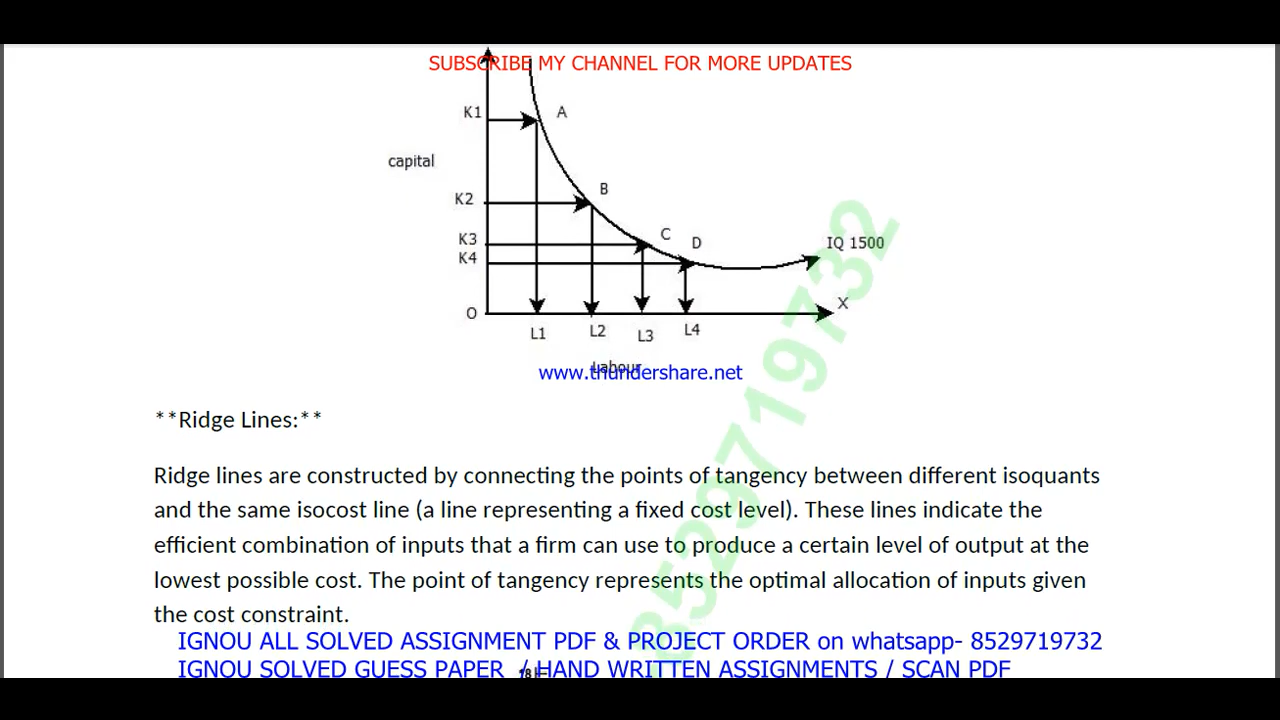 SUBSCRIBE MY CHANNEL FOR MORE UPDATES
K1
A
capital
K2
B
K3
C
D
K4
IQ 1500
X
O
L1
L2
L3
L4
Labour
www.thundershare.net
**Ridge Lines:**
Ridge lines are constructed by connecting the points of tangency between different isoquants
and the same isocost line (a line representing a fixed cost level). These lines indicate the
efficient combination of inputs that a firm can use to produce a certain level of output at the
lowest possible cost. The point of tangency represents the optimal allocation of inputs given
the cost constraint.
IGNOU ALL SOLVED ASSIGNMENT PDF & PROJECT ORDER on whatsapp- 8529719732
IGNOU SOLVED GUESS PAPER / HAND WRITTEN ASSIGNMENTS / SCAN PDF
8529719732